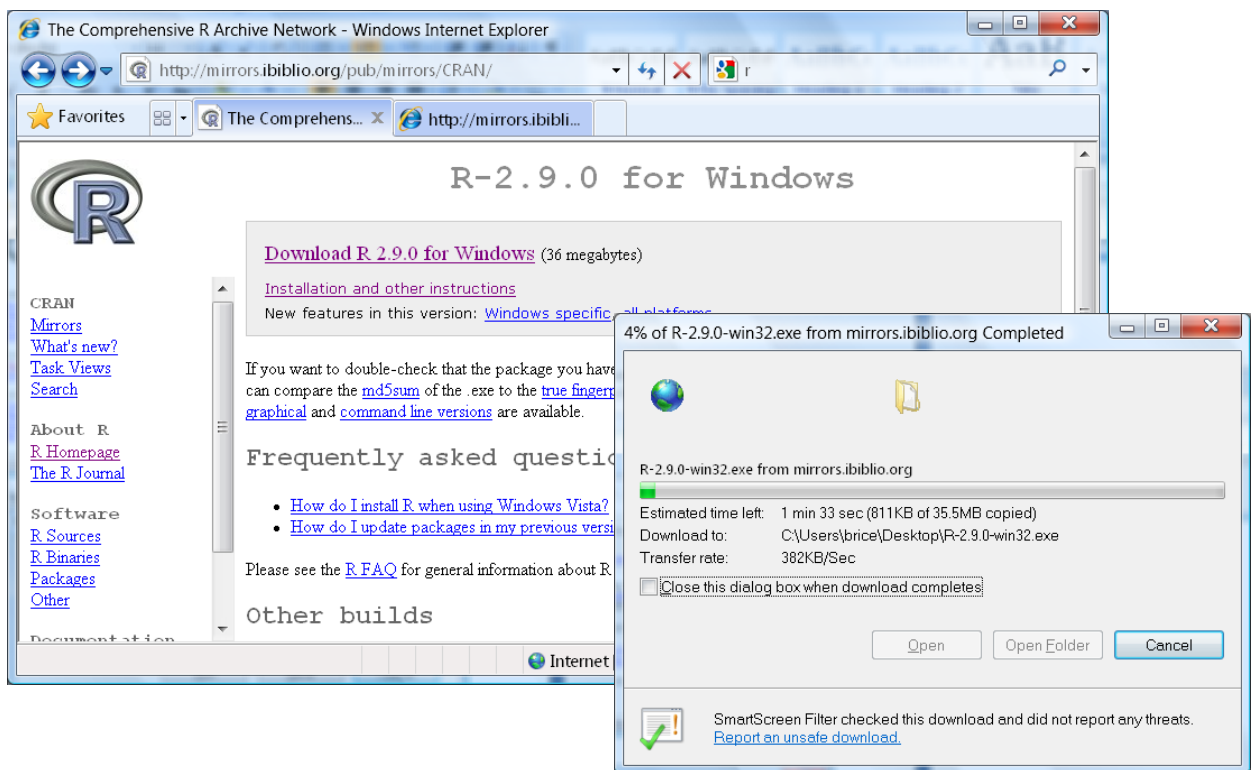 The Comprehensive R Archive Network - Windows Internet Explorer
http://mirrors.ibiblio.org/pub/mirrors/CRAN/
r
Favorites
The Comprehens... X
http://mirrors.ibibli...
R
R-2.9.0 for Windows
Download R 2.9.0 for Windows (36 megabytes)
Installation and other instructions
New features in this version: Windows specific, all platforms
CRAN
Mirrors
What's new?
Task Views
Search
About R
R Homepage
The R Journal
Software
R Sources
R Binaries
Packages
Other
Documentation
If you want to double-check that the package you have
can compare the md5sum of the .exe to the true fingerp
graphical and command line versions are available.
Frequently asked questio
How do I install R when using Windows Vista?
How do I update packages in my previous versi
Please see the R FAQ for general information about R
Other builds
Internet
4% of R-2.9.0-win32.exe from mirrors.ibiblio.org Completed
R-2.9.0-win32.exe from mirrors.ibiblio.org
Estimated time left: 1 min 33 sec (811KB of 35.5MB copied)
Download to: C:\Users\brice\Desktop\R-2.9.0-win32.exe
Transfer rate: 382KB/Sec
Close this dialog box when download completes
Open Open Folder Cancel
SmartScreen Filter checked this download and did not report any threats.
Report an unsafe download.